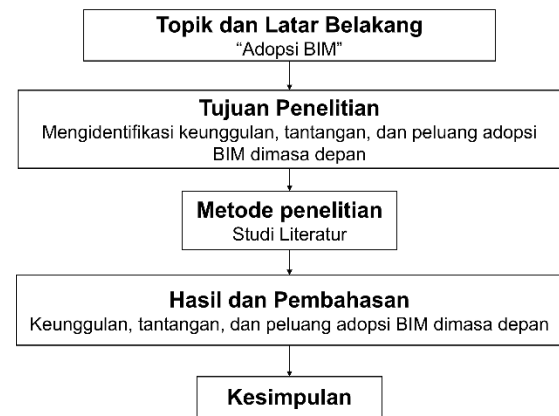 Topik dan Latar Belakang
“Adopsi BIM”
Tujuan Penelitian
Mengidentifikasi keunggulan, tantangan, dan peluang adopsi
BIM dimasa depan
Metode penelitian
Studi Literatur
Hasil dan Pembahasan
Keunggulan, tantangan, dan peluang adopsi BIM dimasa depan
Kesimpulan